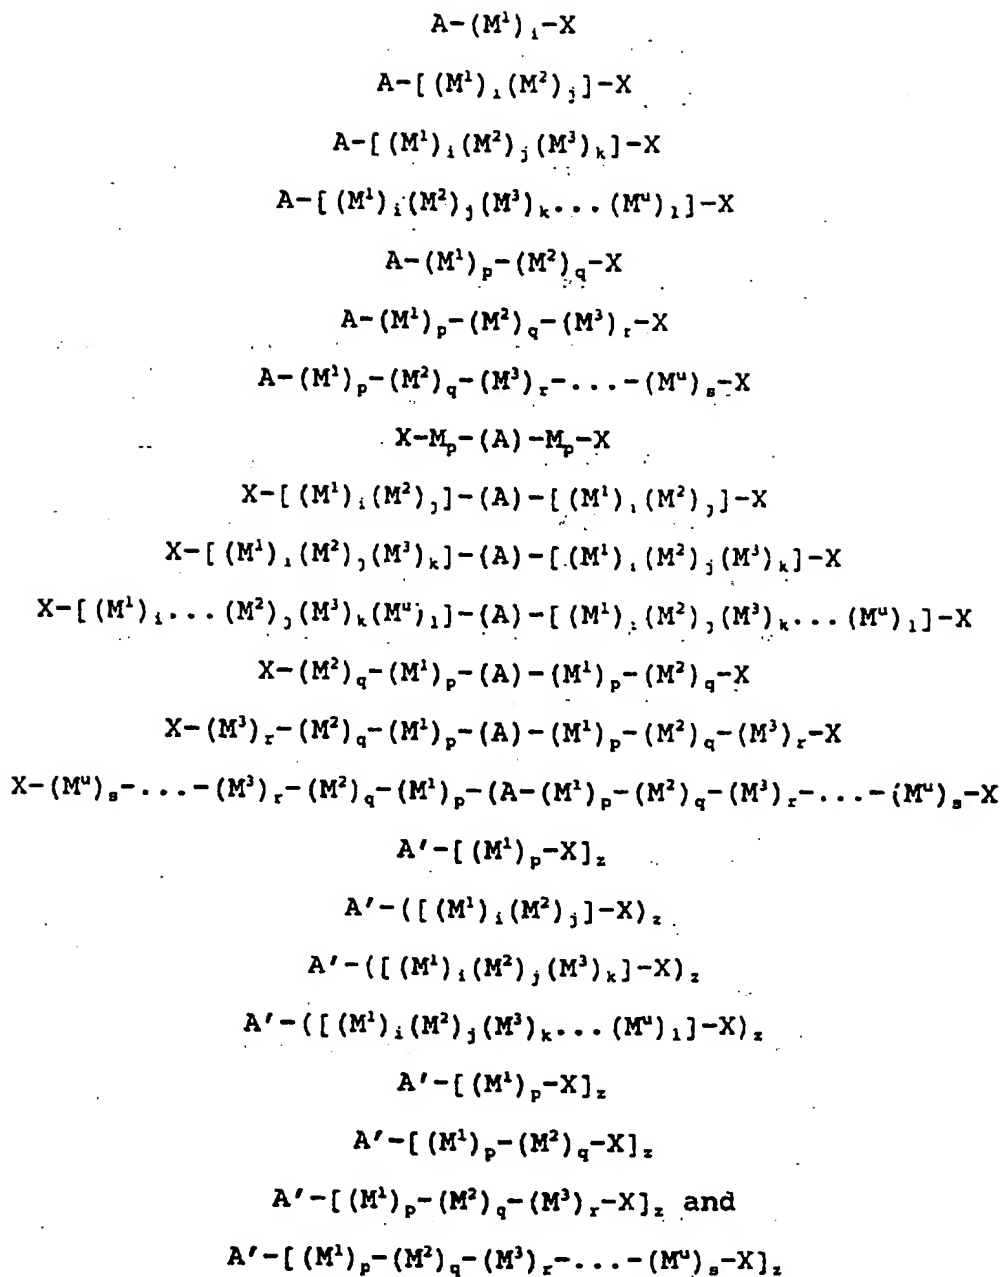 A-(M¹)ᵢ-X
A-[(M¹)ᵢ(M²)ⱼ]-X
A-[(M¹)ᵢ(M²)ⱼ(M³)ₖ]-X
A-[(M¹)ᵢ(M²)ⱼ(M³)ₖ...(Mᵘ)ₗ]-X
A-(M¹)ₚ-(M²)q-X
A-(M¹)ₚ-(M²)q-(M³)ᵣ-X
A-(M¹)ₚ-(M²)q-(M³)ᵣ-...-(Mᵘ)ₛ-X
X-Mₚ-(A)-Mₚ-X
X-[(M¹)ᵢ(M²)ⱼ]-(A)-[(M¹)ᵢ(M²)ⱼ]-X
X-[(M¹)ᵢ(M²)ⱼ(M³)ₖ]-(A)-[(M¹)ᵢ(M²)ⱼ(M³)ₖ]-X
X-[(M¹)ᵢ...(M²)ⱼ(M³)ₖ(Mᵘ)ₗ]-(A)-[(M¹)ᵢ(M²)ⱼ(M³)ₖ...(Mᵘ)ₗ]-X
X-(M²)q-(M¹)ₚ-(A)-(M¹)ₚ-(M²)q-X
X-(M³)ᵣ-(M²)q-(M¹)ₚ-(A)-(M¹)ₚ-(M²)q-(M³)ᵣ-X
X-(Mᵘ)ₛ-...-(M³)ᵣ-(M²)q-(M¹)ₚ-(A-(M¹)ₚ-(M²)q-(M³)ᵣ-...-(Mᵘ)ₛ-X
A′-[(M¹)ₚ-X]z
A′-([(M¹)ᵢ(M²)ⱼ]-X)z
A′-([(M¹)ᵢ(M²)ⱼ(M³)ₖ]-X)z
A′-([(M¹)ᵢ(M²)ⱼ(M³)ₖ...(Mᵘ)ₗ]-X)z
A′-[(M¹)ₚ-X]z
A′-[(M¹)ₚ-(M²)q-X]z
A′-[(M¹)ₚ-(M²)q-(M³)ᵣ-X]z and
A′-[(M¹)ₚ-(M²)q-(M³)ᵣ-...-(Mᵘ)ₛ-X]z